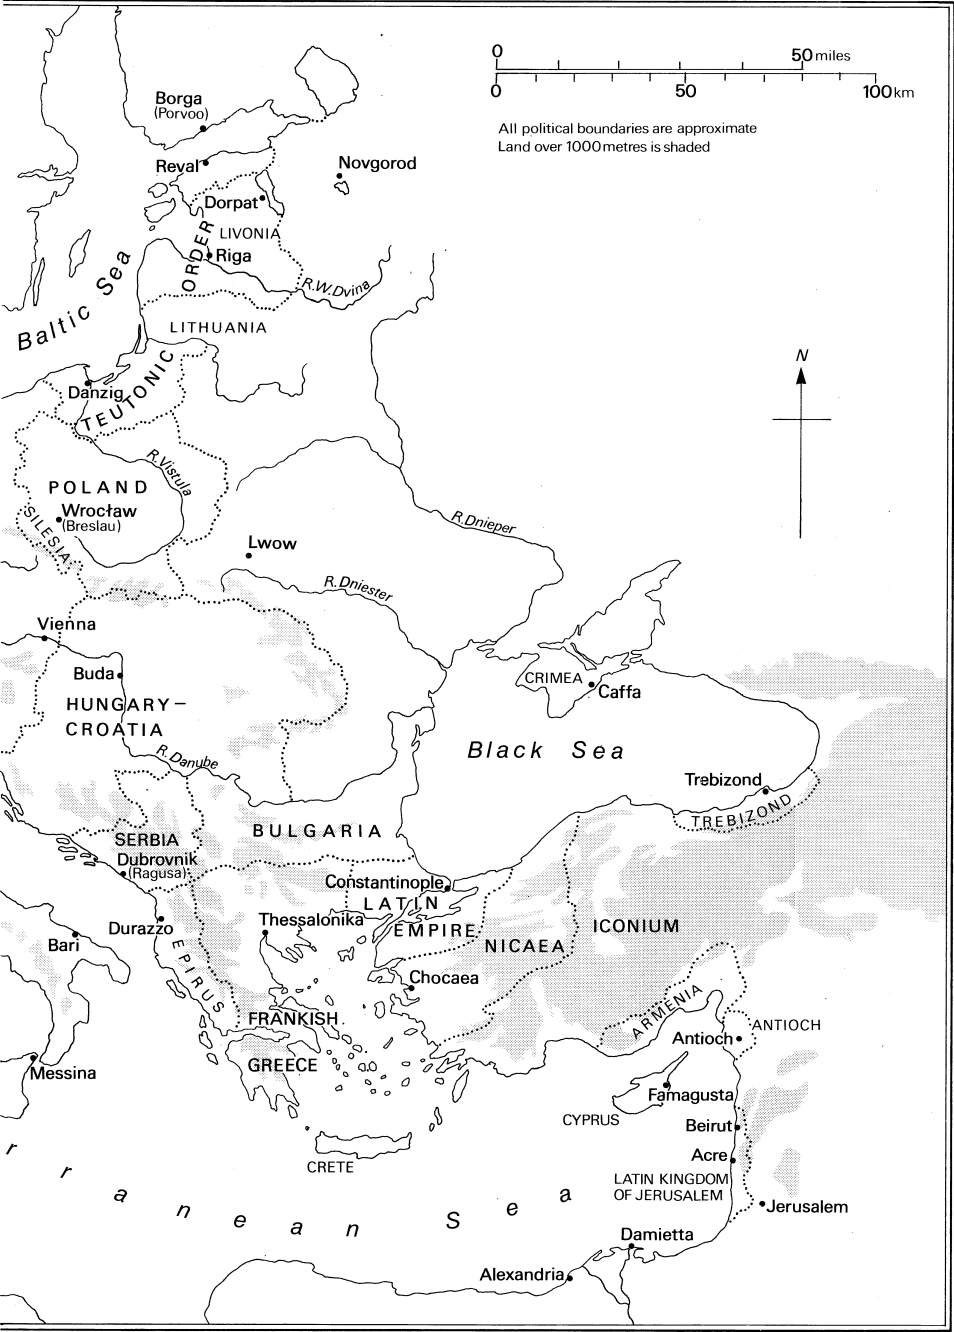 0 50 miles
0 50 100 km
All political boundaries are approximate
Land over 1000 metres is shaded
Borga
(Porvoo)
Reval
Novgorod
Dorpat
LIVONIA
ORDER
Riga
R.W.Dvina
Baltic Sea
LITHUANIA
N
TEUTONIC
Danzig
R.Vistula
POLAND
Wrocław
(Breslau)
SILESIA
R.Dnieper
Lwow
R.Dniester
Vienna
Buda
CRIMEA
Caffa
HUNGARY–
CROATIA
R.Danube
Black Sea
Trebizond
TREBIZOND
BULGARIA
SERBIA
Dubrovnik
(Ragusa)
Constantinople
LATIN
EMPIRE
Durazzo
Thessalonika
ICONIUM
NICAEA
Bari
EPIRUS
Chocaea
ARMENIA
FRANKISH
GREECE
ANTIOCH
Antioch
Messina
Famagusta
CYPRUS
Beirut
Acre
CRETE
LATIN KINGDOM
OF JERUSALEM
Jerusalem
rranean Sea
Damietta
Alexandria